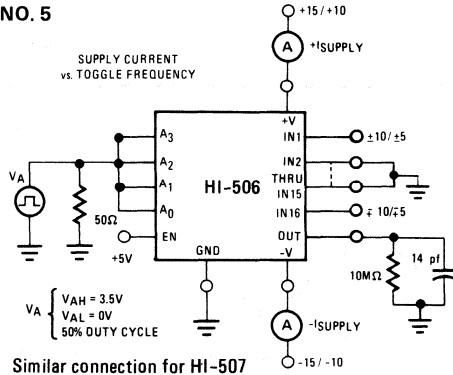 NO. 5
SUPPLY CURRENT
vs. TOGGLE FREQUENCY
+15/+10
A
+ISUPPLY
+V
A3
A2
A1
A0
EN
+5V
VA
50Ω
HI-506
IN1
±10/±5
IN2
THRU
IN15
IN16
∓ 10/∓5
OUT
GND
-V
10MΩ
14 pf
A
-ISUPPLY
-15/-10
VA { VAH = 3.5V
VAL = 0V
50% DUTY CYCLE
Similar connection for HI-507